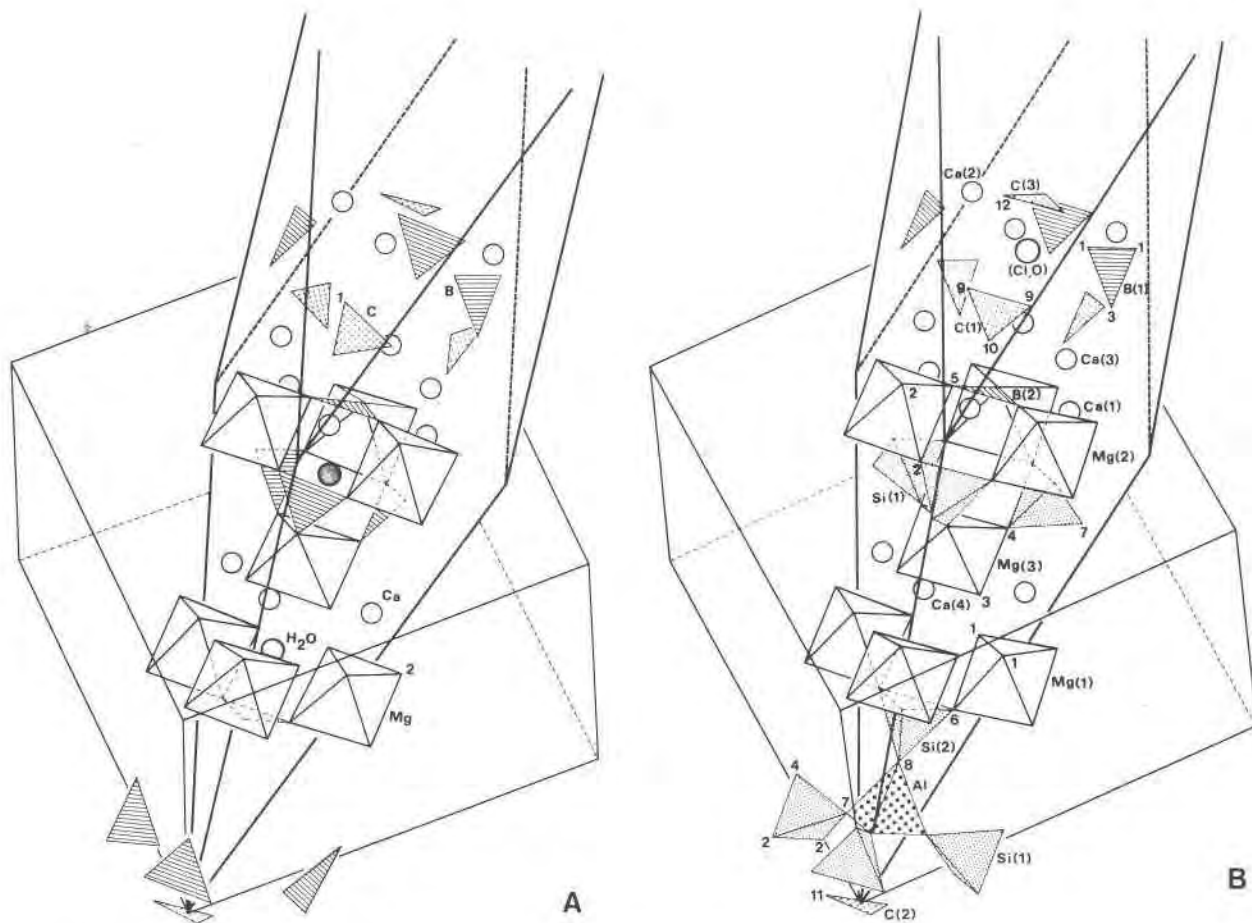 B
1
C
Ca
H2O
2
Mg
A
Ca(2)
C(3)
12
(Cl,O)
1
1
B(1)
3
9
9
C(1)
10
Ca(3)
5
2
B(2)
Ca(1)
Mg(2)
2
Si(1)
4
7
Mg(3)
3
Ca(4)
1
1
Mg(1)
6
Si(2)
8
Al
4
7
2
2
Si(1)
11
C(2)
B